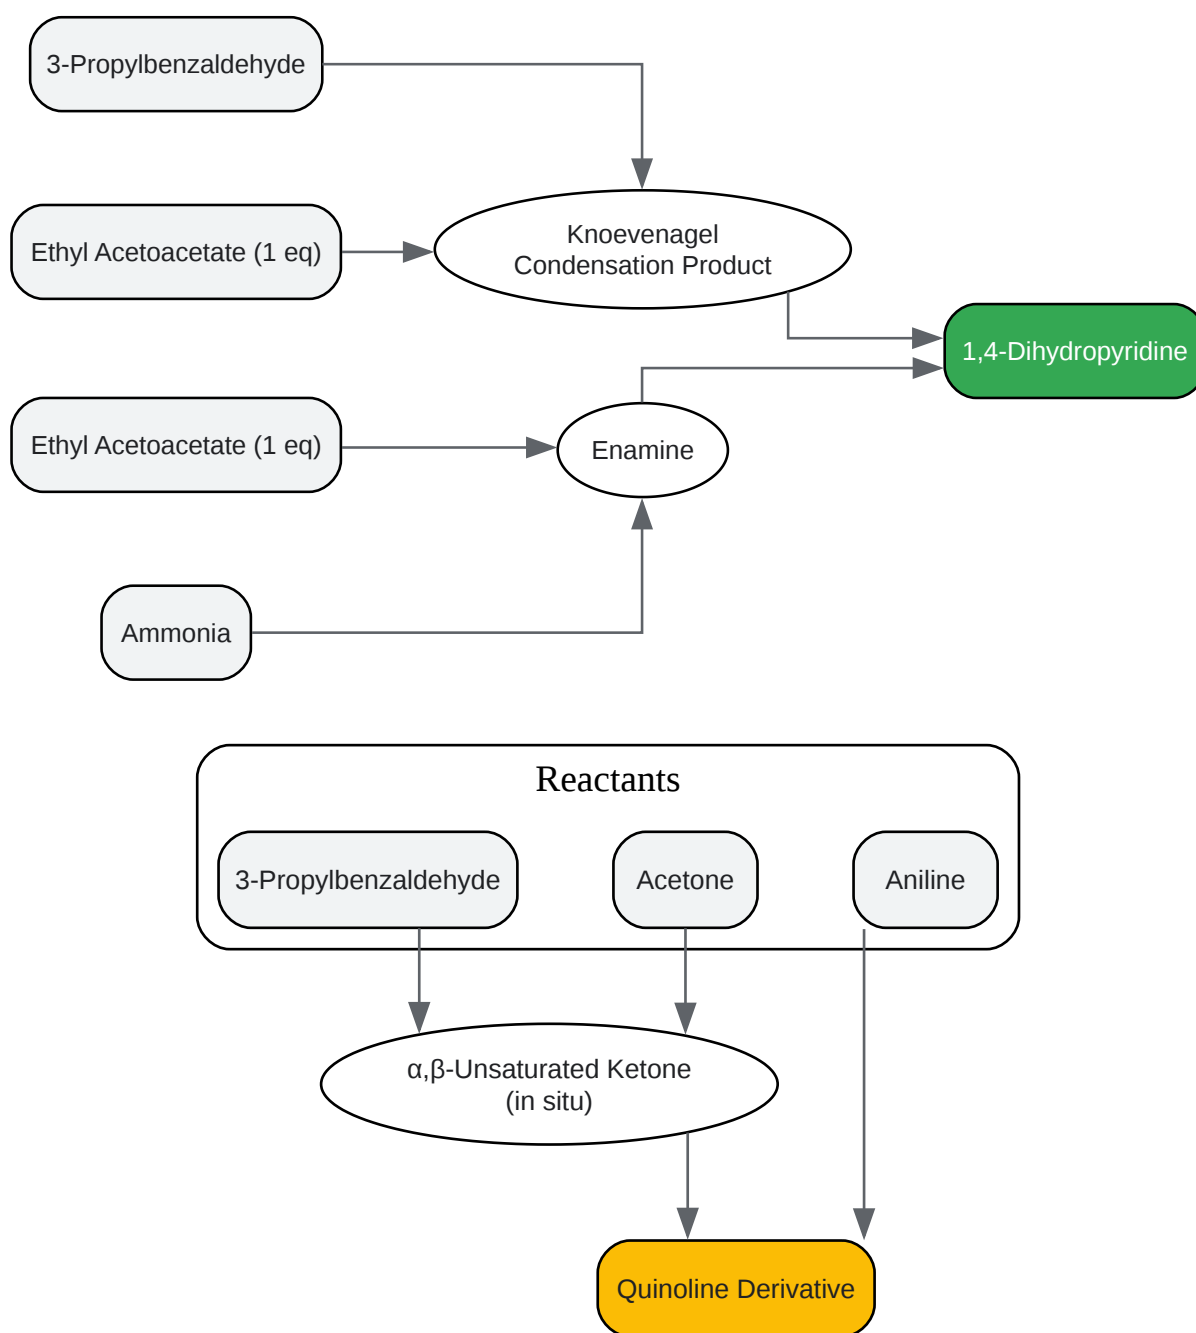 3-Propylbenzaldehyde
Ethyl Acetoacetate (1 eq)
Knoevenagel
Condensation Product
1,4-Dihydropyridine
Ethyl Acetoacetate (1 eq)
Enamine
Ammonia
Reactants
3-Propylbenzaldehyde
Acetone
Aniline
α,β-Unsaturated Ketone
(in situ)
Quinoline Derivative